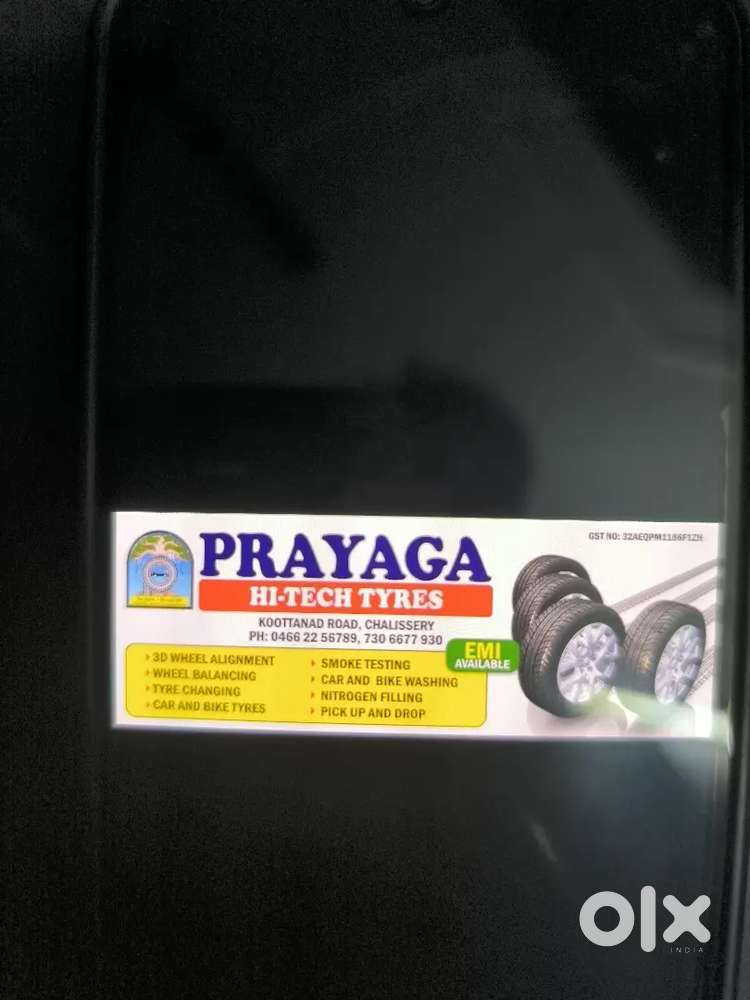 PRAYAGA
HI-TECH TYRES
GST NO: 32AEQPM1186F1ZH
KOOTTANAD ROAD, CHALISSERY
PH: 0466 22 56789, 730 6677 930
EMI
AVAILABLE
3D WHEEL ALIGNMENT
WHEEL BALANCING
TYRE CHANGING
CAR AND BIKE TYRES
SMOKE TESTING
CAR AND BIKE WASHING
NITROGEN FILLING
PICK UP AND DROP
olx
INDIA